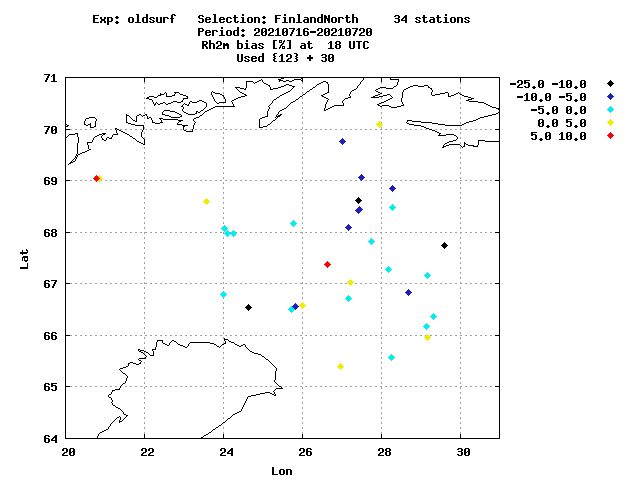 Exp: oldsurf Selection: FinlandNorth 34 stations
Period: 20210716-20210720
Rh2m bias [%] at 18 UTC
Used {12} + 30
71
70
69
68
67
66
65
64
Lat
20 22 24 26 28 30
Lon
-25.0 -10.0
-10.0 -5.0
-5.0 0.0
0.0 5.0
5.0 10.0